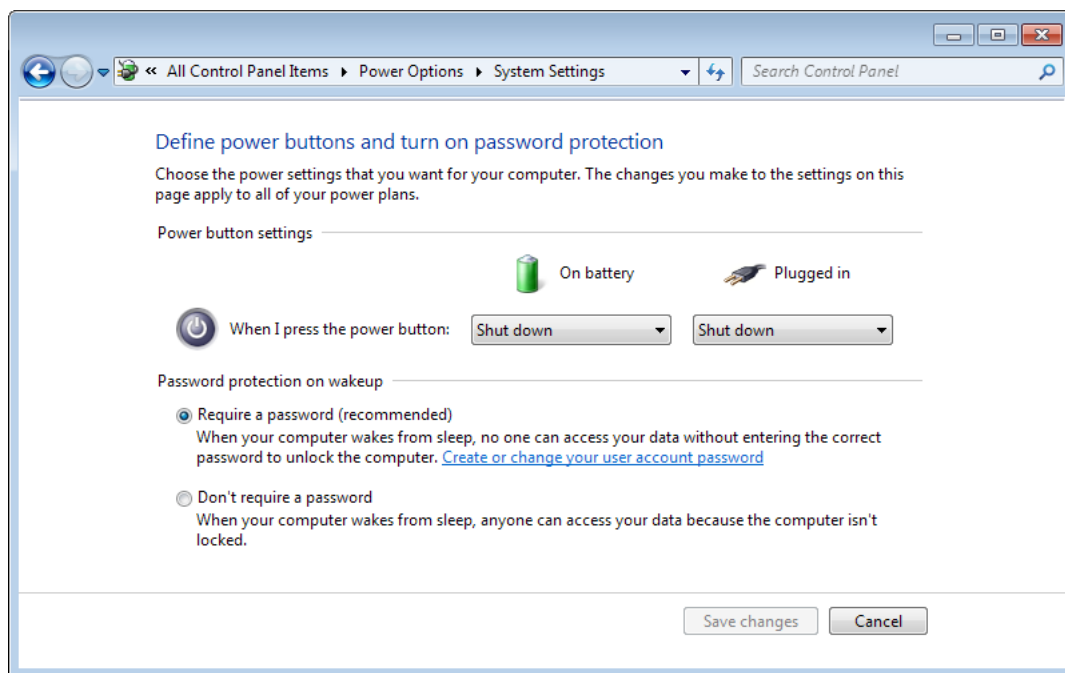 « All Control Panel Items Power Options System Settings Search Control Panel
Define power buttons and turn on password protection
Choose the power settings that you want for your computer. The changes you make to the settings on this
page apply to all of your power plans.
Power button settings
On battery Plugged in
When I press the power button: Shut down Shut down
Password protection on wakeup
Require a password (recommended)
When your computer wakes from sleep, no one can access your data without entering the correct
password to unlock the computer. Create or change your user account password
Don't require a password
When your computer wakes from sleep, anyone can access your data because the computer isn't
locked.
Save changes Cancel